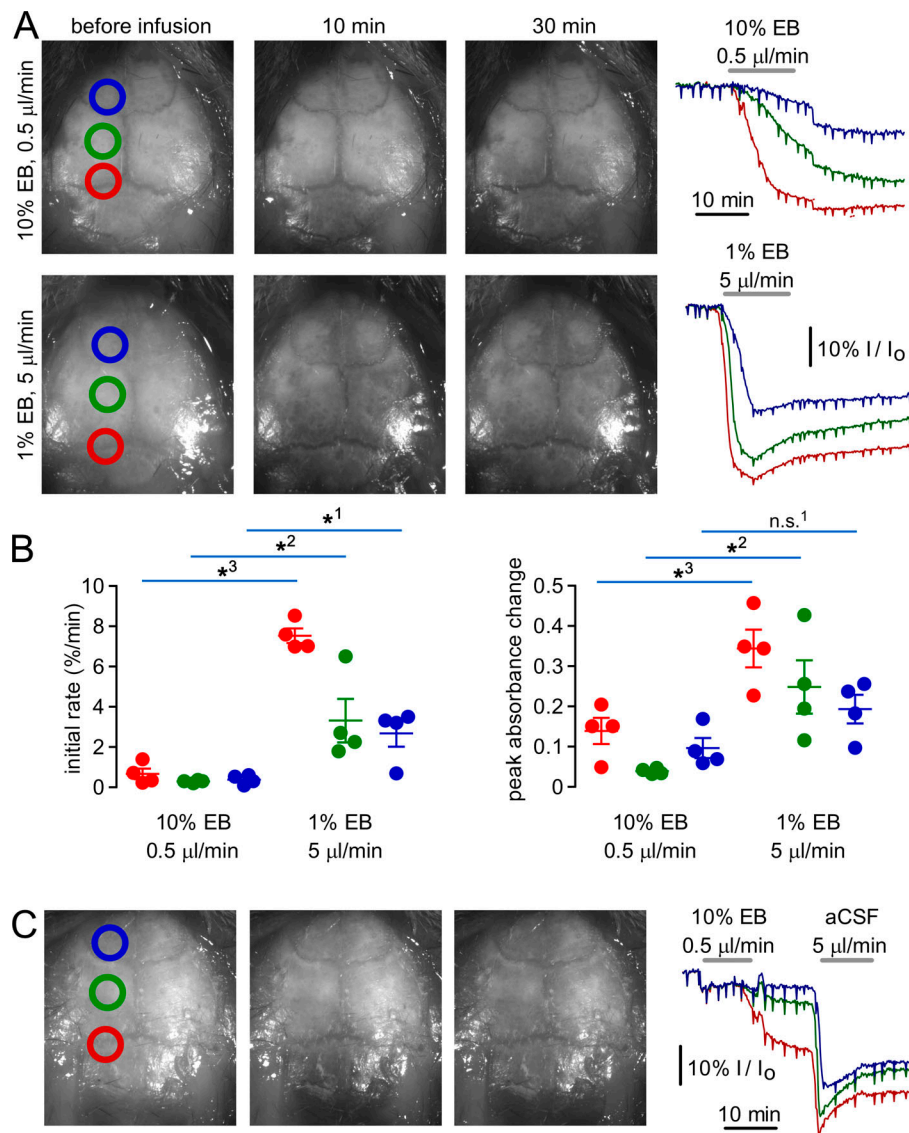 A
before infusion
10 min
30 min
10% EB
0.5 µl/min
10% EB, 0.5 µl/min
10 min
1% EB
5 µl/min
1% EB, 5 µl/min
10% I / Io
B
*1
*2
*3
initial rate (%/min)
10
8
6
4
2
0
10% EB
0.5 µl/min
1% EB
5 µl/min
n.s.1
*2
*3
peak absorbance change
0.5
0.4
0.3
0.2
0.1
0
10% EB
0.5 µl/min
1% EB
5 µl/min
C
10% EB
0.5 µl/min
aCSF
5 µl/min
10% I / Io
10 min